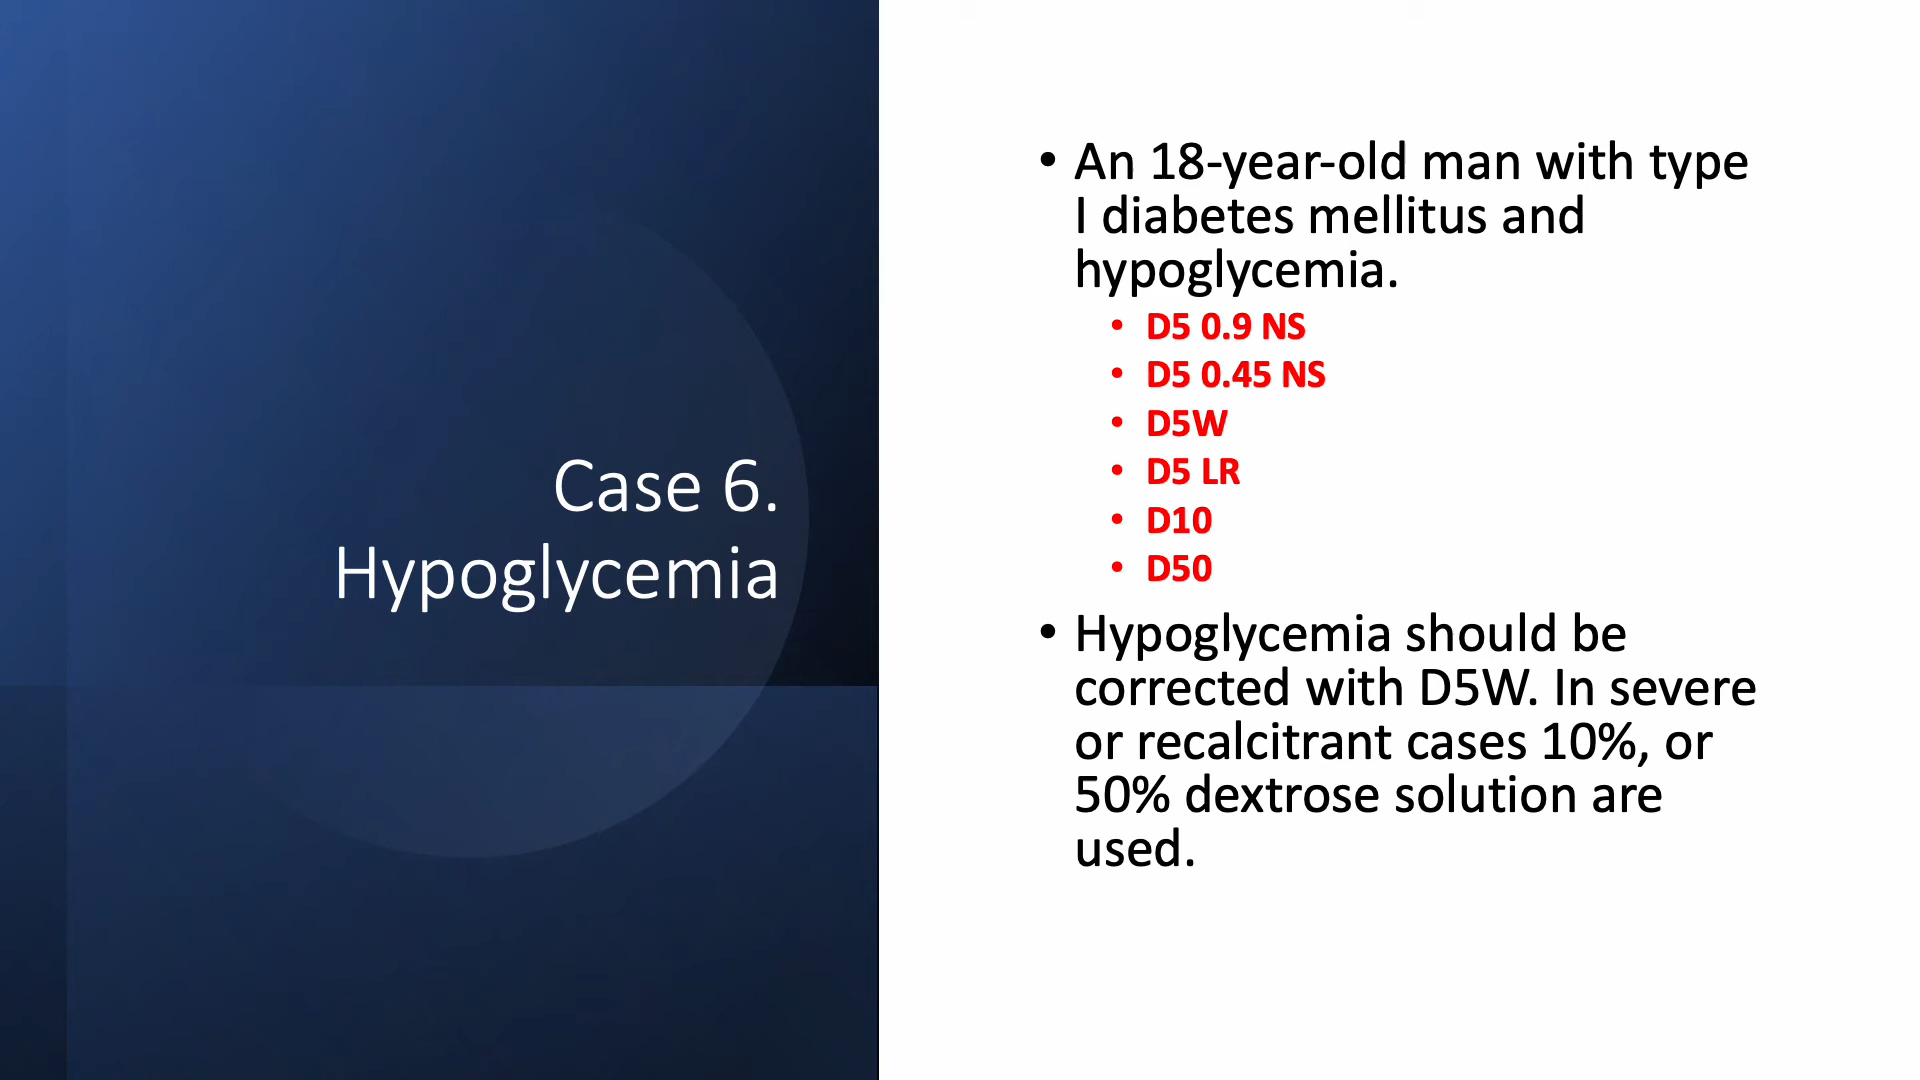 Case 6.
Hypoglycemia
• An 18-year-old man with type
I diabetes mellitus and
hypoglycemia.
• D5 0.9 NS
• D5 0.45 NS
• D5W
• D5 LR
• D10
• D50
• Hypoglycemia should be
corrected with D5W. In severe
or recalcitrant cases 10%, or
50% dextrose solution are
used.